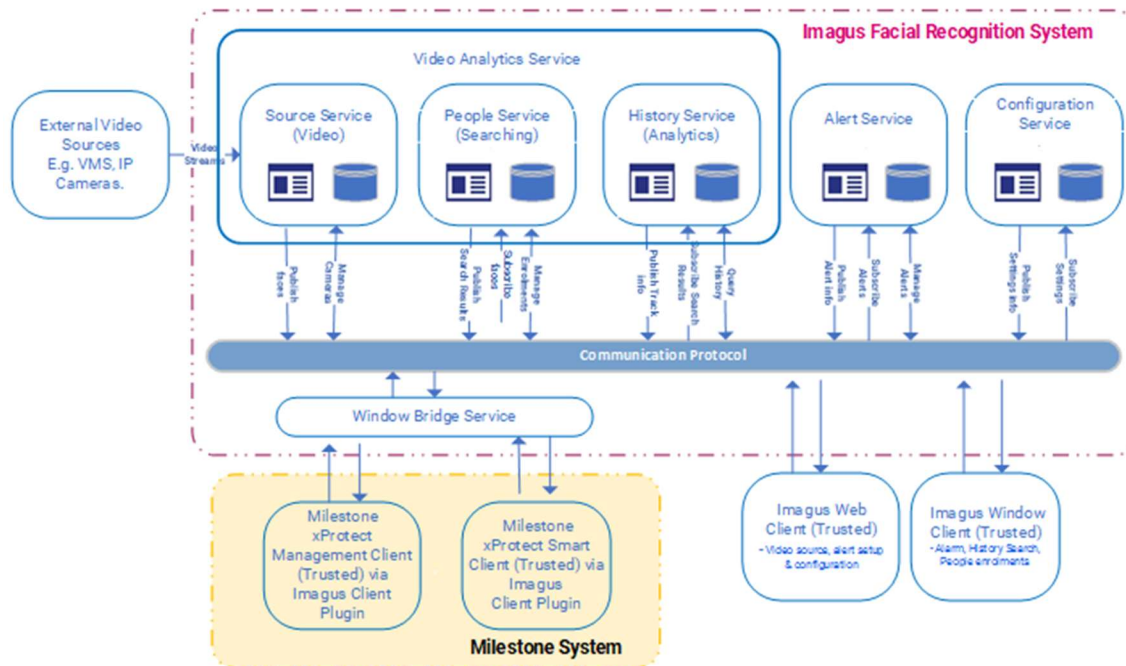 Imagus Facial Recognition System
Video Analytics Service
External Video
Sources
E.g. VMS, IP
Cameras.
Video
Streams
Source Service
(Video)
People Service
(Searching)
History Service
(Analytics)
Alert Service
Configuration
Service
Publish
faces
Manage
Cameras
Publish
Search Results
Subscribe
faces
Manage
Enrolments
Publish Track
info
Subscribe Search
Results
Query
History
Publish
Alert info
Subscribe
Alerts
Manage
Alerts
Publish
Settings info
Subscribe
Settings
Communication Protocol
Window Bridge Service
Milestone
xProtect
Management Client
(Trusted) via
Imagus Client
Plugin
Milestone
xProtect Smart
Client (Trusted) via
Imagus
Client Plugin
Milestone System
Imagus Web
Client (Trusted)
- Video source, alert setup
& configuration
Imagus Window
Client (Trusted)
- Alarm, History Search,
People enrolments